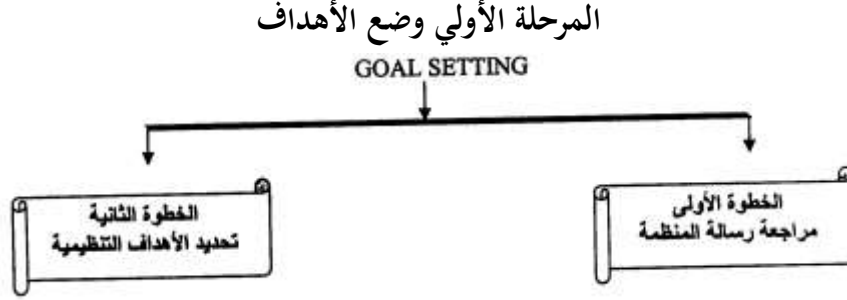 المرحلة الأولي وضع الأهداف
GOAL SETTING
الخطوة الأولى
مراجعة رسالة المنظمة
الخطوة الثانية
تحديد الأهداف التنظيمية